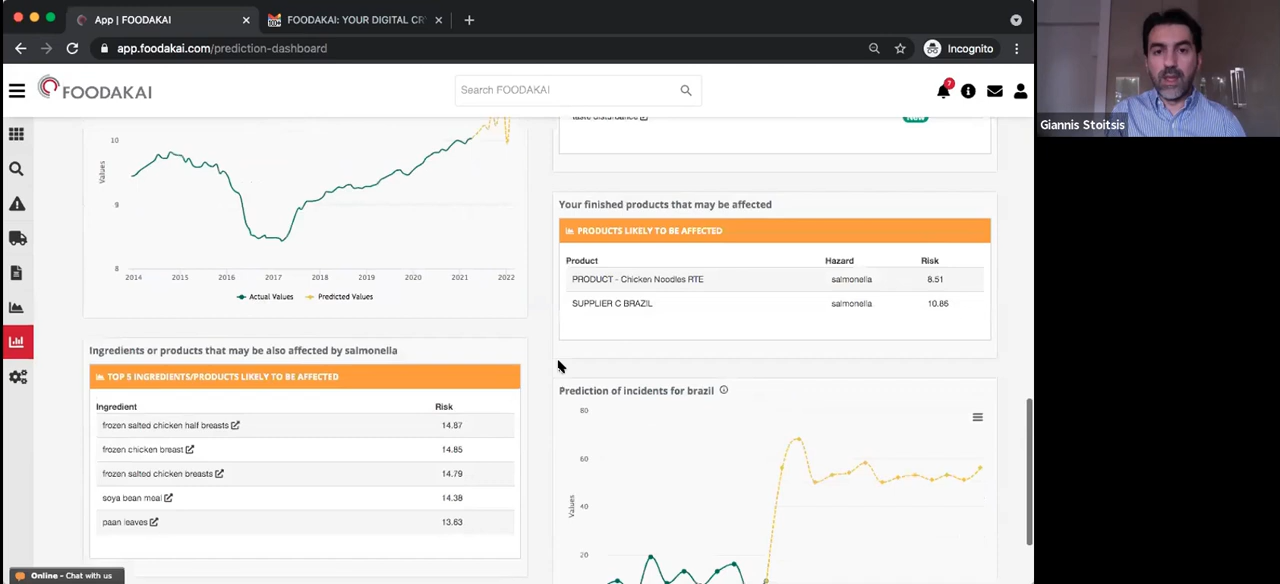 App | FOODAKAI
FOODAKAI: YOUR DIGITAL CR
app.foodakai.com/prediction-dashboard
Incognito
FOODAKAI
Search FOODAKAI
7
Giannis Stoitsis
10
9
8
Values
2014 2015 2016 2017 2018 2019 2020 2021 2022
Actual Values Predicted Values
taste disturbance
New
Your finished products that may be affected
PRODUCTS LIKELY TO BE AFFECTED
Product Hazard Risk
PRODUCT - Chicken Noodles RTE salmonella 8.51
SUPPLIER C BRAZIL salmonella 10.86
Ingredients or products that may be also affected by salmonella
TOP 5 INGREDIENTS/PRODUCTS LIKELY TO BE AFFECTED
Ingredient Risk
frozen salted chicken half breasts 14.87
frozen chicken breast 14.85
frozen salted chicken breasts 14.79
soya bean meal 14.38
paan leaves 13.63
Prediction of incidents for brazil
80
60
40
20
Values
Online - Chat with us